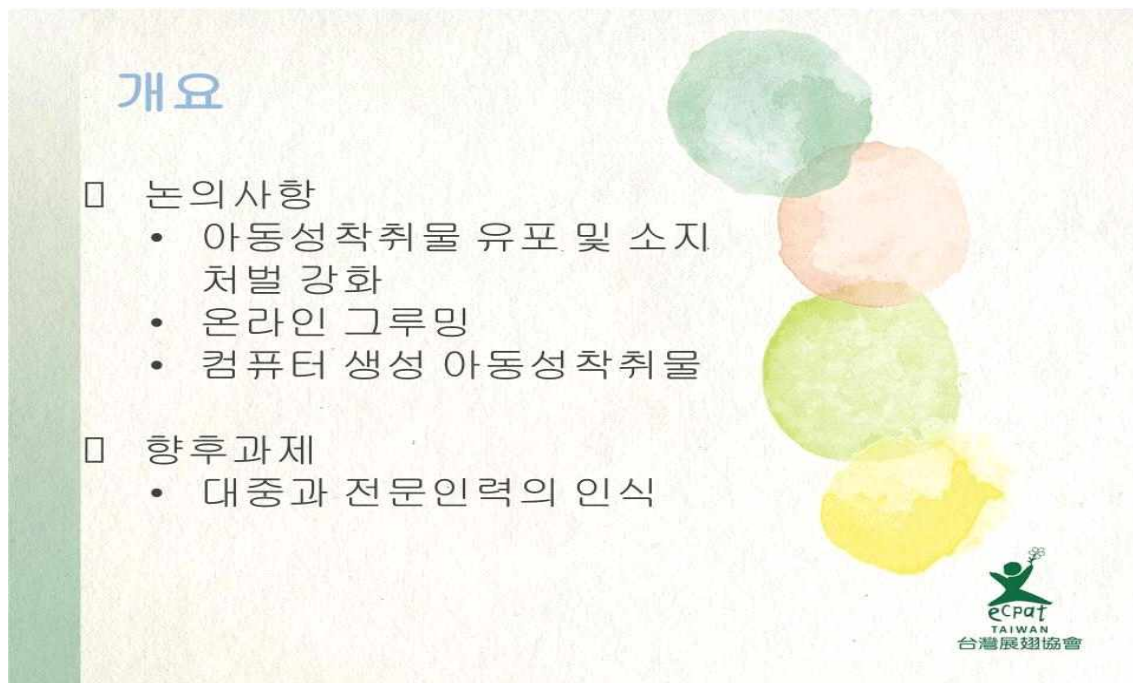 개요
▯ 논의사항
• 아동성착취물 유포 및 소지
처벌 강화
• 온라인 그루밍
• 컴퓨터 생성 아동성착취물
▯ 향후과제
• 대중과 전문인력의 인식
ecpat
TAIWAN
台灣展翅協會